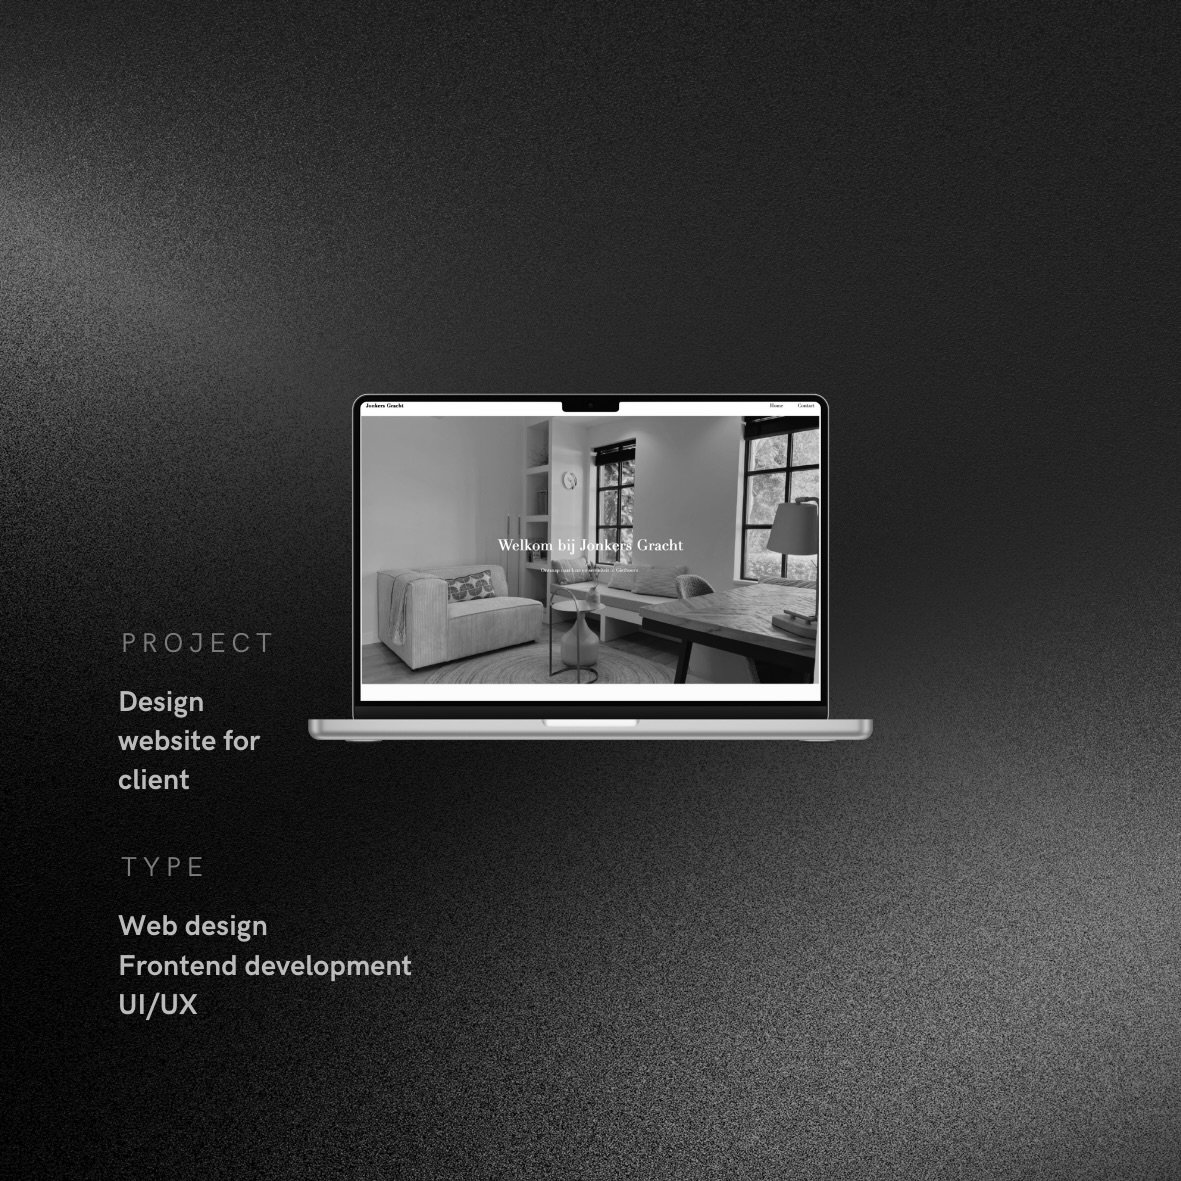 Jonkers Gracht
Home
Contact
Welkom bij Jonkers Gracht
PROJECT
Design
website for
client
TYPE
Web design
Frontend development
UI/UX